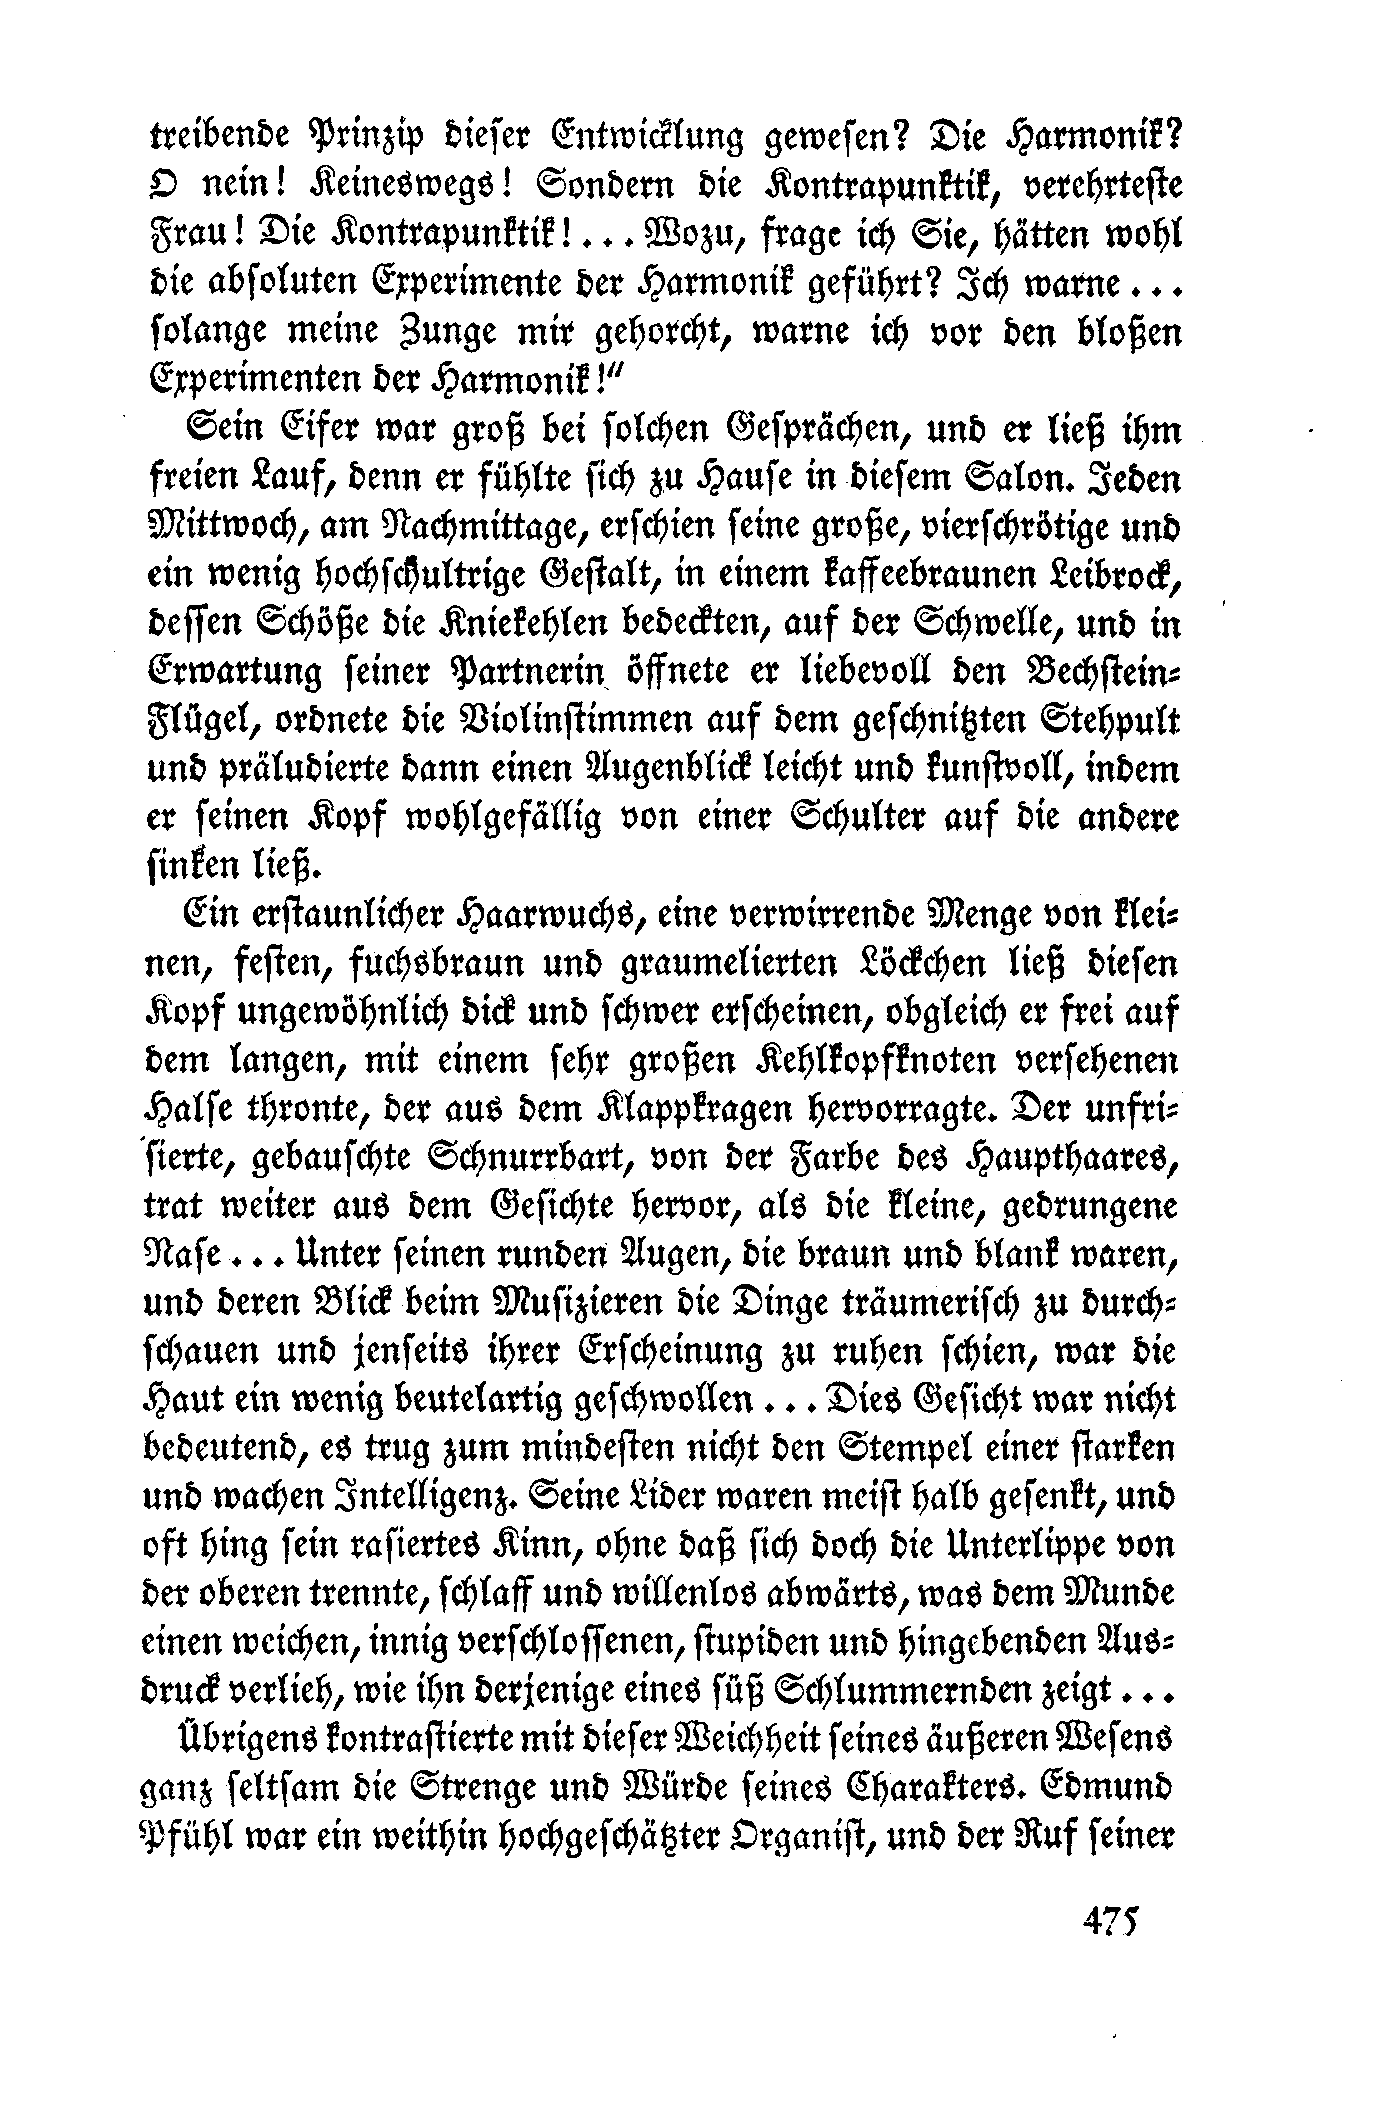 treibende Prinzip dieser Entwicklung gewesen? Die Harmonik?
O nein! Keineswegs! Sondern die Kontrapunktik, verehrteste
Frau! Die Kontrapunktik!... Wozu, frage ich Sie, hätten wohl
die absoluten Experimente der Harmonik geführt? Ich warne...
solange meine Zunge mir gehorcht, warne ich vor den bloßen
Experimenten der Harmonik!“
Sein Eifer war groß bei solchen Gesprächen, und er ließ ihm
freien Lauf, denn er fühlte sich zu Hause in diesem Salon. Jeden
Mittwoch, am Nachmittage, erschien seine große, vierschrötige und
ein wenig hochschultrige Gestalt, in einem kaffeebraunen Leibrock,
dessen Schöße die Kniekehlen bedeckten, auf der Schwelle, und in
Erwartung seiner Partnerin öffnete er liebevoll den Bechstein-
Flügel, ordnete die Violinstimmen auf dem geschnitzten Stehpult
und präludierte dann einen Augenblick leicht und kunstvoll, indem
er seinen Kopf wohlgefällig von einer Schulter auf die andere
sinken ließ.
Ein erstaunlicher Haarwuchs, eine verwirrende Menge von klei-
nen, festen, fuchsbraun und graumelierten Löckchen ließ diesen
Kopf ungewöhnlich dick und schwer erscheinen, obgleich er frei auf
dem langen, mit einem sehr großen Kehlkopfknoten versehenen
Halse thronte, der aus dem Klappkragen hervorragte. Der unfri-
sierte, gebauschte Schnurrbart, von der Farbe des Haupthaares,
trat weiter aus dem Gesichte hervor, als die kleine, gedrungene
Nase... Unter seinen runden Augen, die braun und blank waren,
und deren Blick beim Musizieren die Dinge träumerisch zu durch-
schauen und jenseits ihrer Erscheinung zu ruhen schien, war die
Haut ein wenig beutelartig geschwollen... Dies Gesicht war nicht
bedeutend, es trug zum mindesten nicht den Stempel einer starken
und wachen Intelligenz. Seine Lider waren meist halb gesenkt, und
oft hing sein rasiertes Kinn, ohne daß sich doch die Unterlippe von
der oberen trennte, schlaff und willenlos abwärts, was dem Munde
einen weichen, innig verschlossenen, stupiden und hingebenden Aus-
druck verlieh, wie ihn derjenige eines süß Schlummernden zeigt...
Übrigens kontrastierte mit dieser Weichheit seines äußeren Wesens
ganz seltsam die Strenge und Würde seines Charakters. Edmund
Pfühl war ein weithin hochgeschätzter Organist, und der Ruf seiner
475